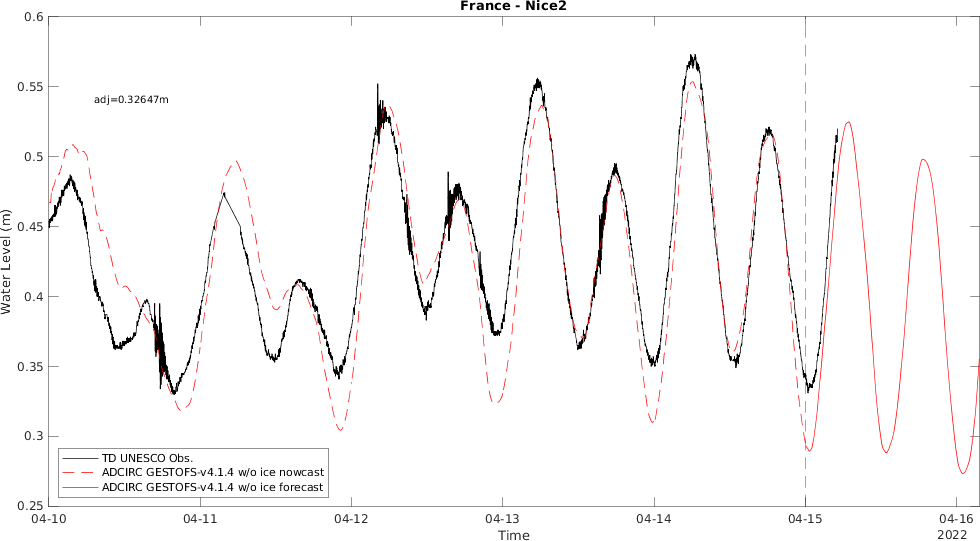 France - Nice2
0.6
0.55
0.5
0.45
0.4
0.35
0.3
0.25
Water Level (m)
adj=0.32647m
TD UNESCO Obs.
ADCIRC GESTOFS-v4.1.4 w/o ice nowcast
ADCIRC GESTOFS-v4.1.4 w/o ice forecast
04-10 04-11 04-12 04-13 04-14 04-15 04-16
Time
2022